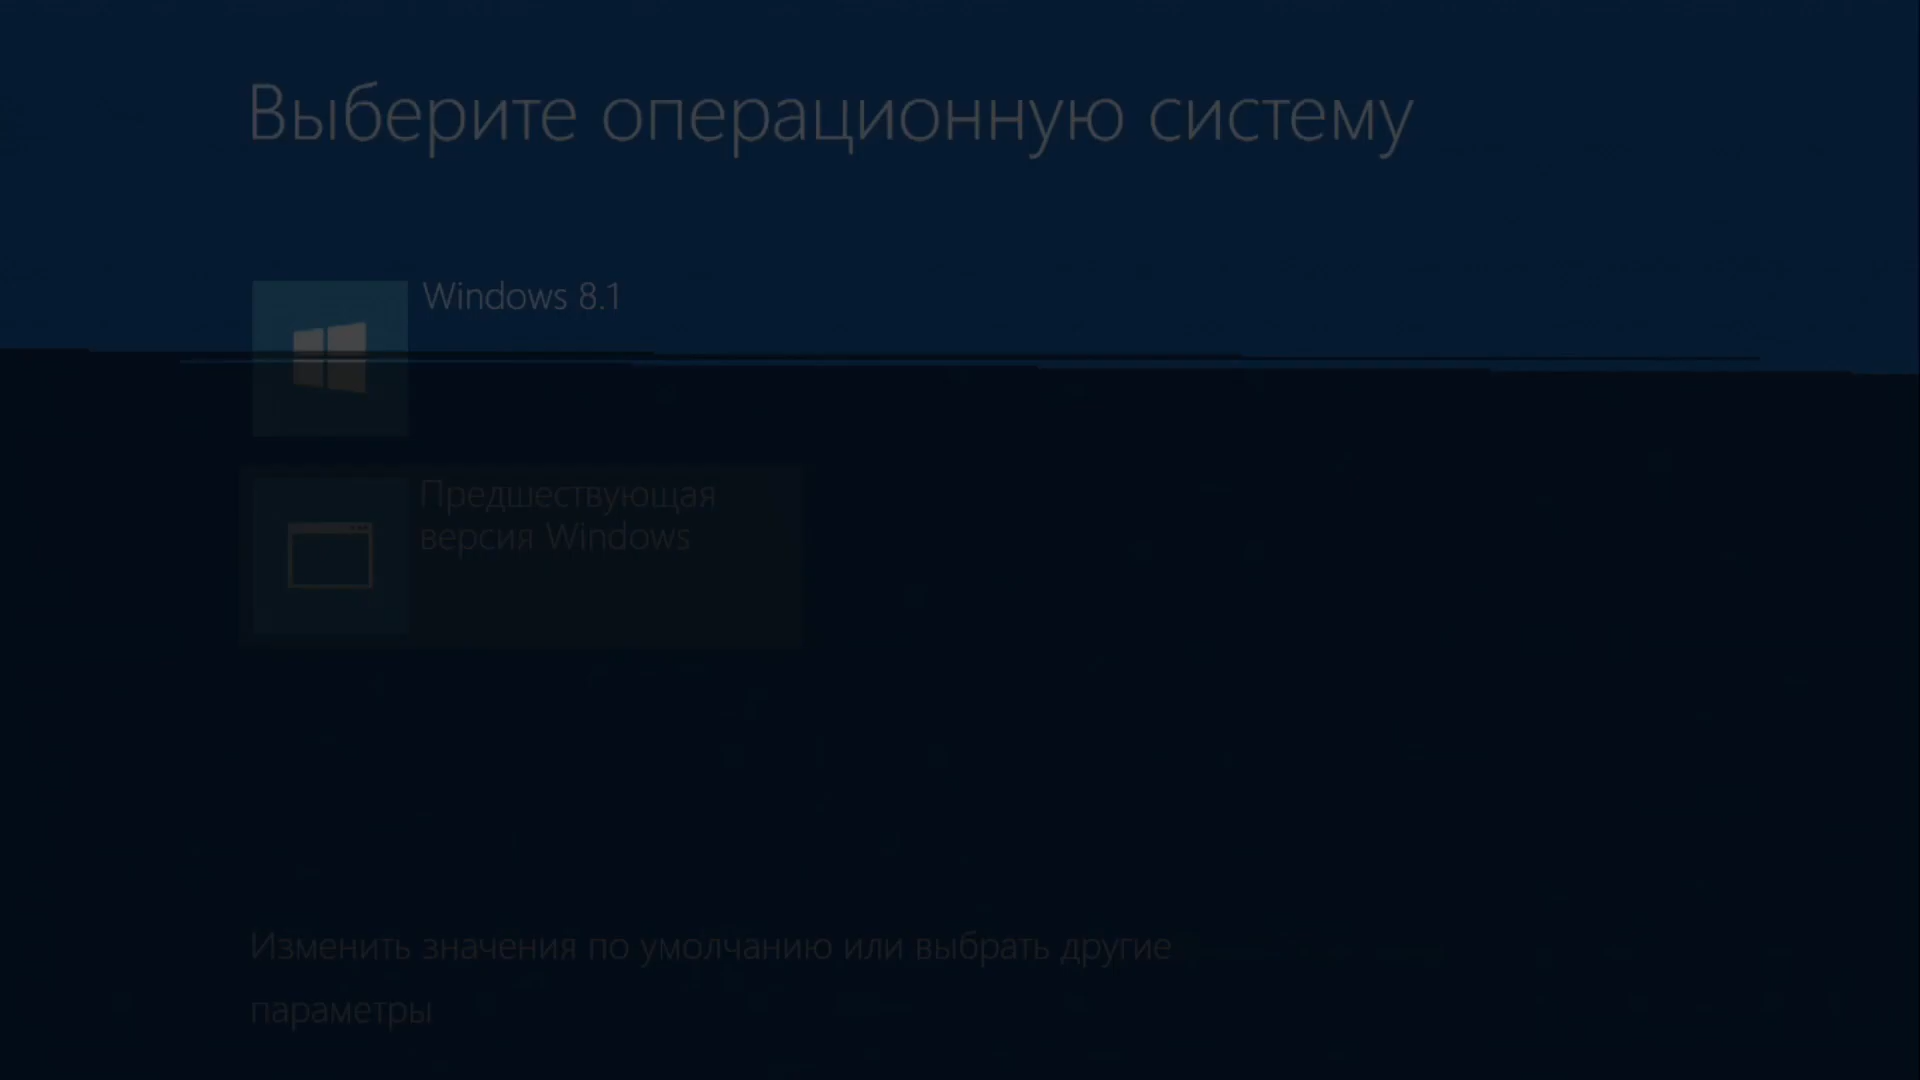 Выберите операционную систему
Windows 8.1
Предшествующая
версия Windows
Изменить значения по умолчанию или выбрать другие
параметры